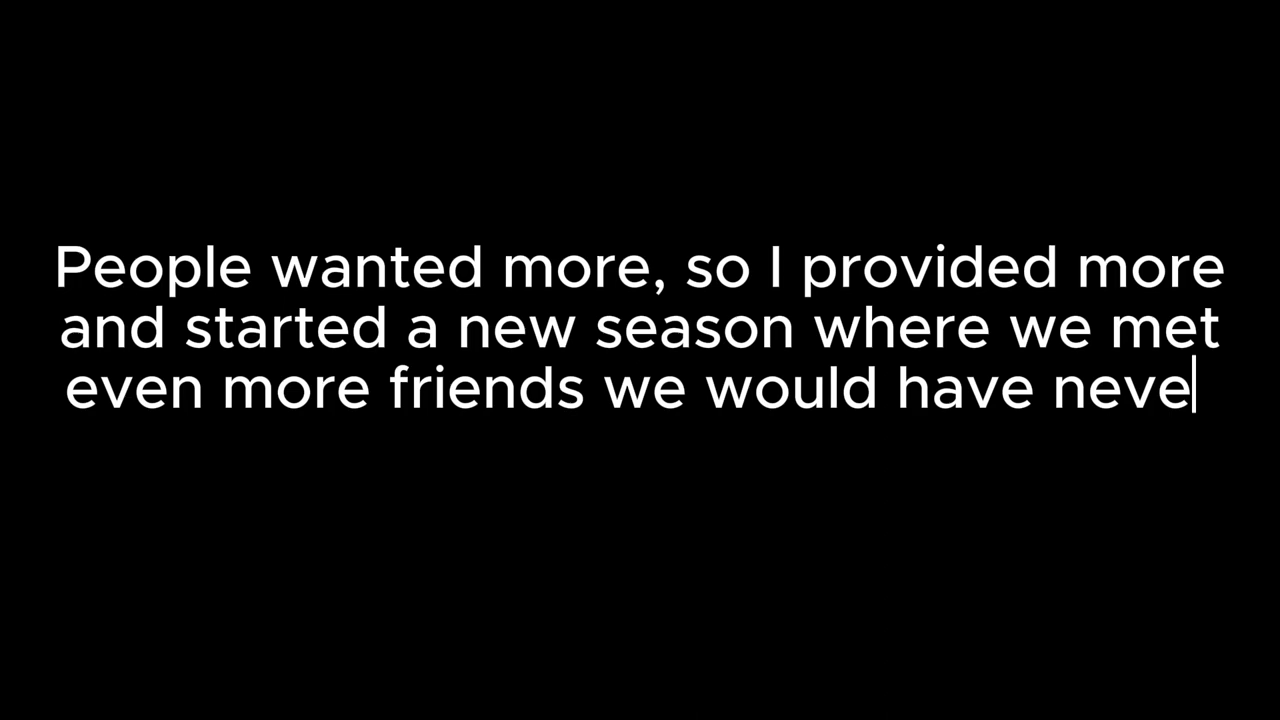 People wanted more, so I provided more
and started a new season where we met
even more friends we would have neve